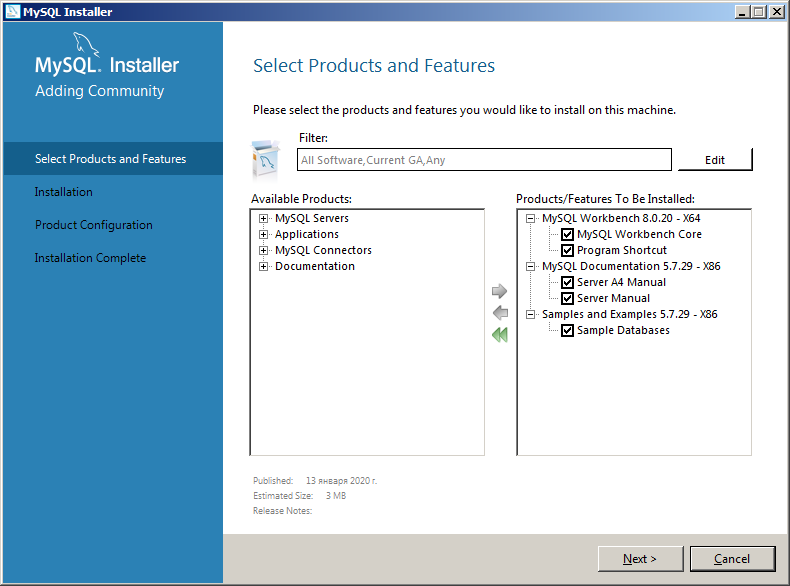 MySQL Installer
MySQL. Installer
Adding Community
Select Products and Features
Installation
Product Configuration
Installation Complete
Select Products and Features
Please select the products and features you would like to install on this machine.
Filter:
All Software,Current GA,Any
Edit
Available Products:
MySQL Servers
Applications
MySQL Connectors
Documentation
Products/Features To Be Installed:
MySQL Workbench 8.0.20 - X64
MySQL Workbench Core
Program Shortcut
MySQL Documentation 5.7.29 - X86
Server A4 Manual
Server Manual
Samples and Examples 5.7.29 - X86
Sample Databases
Published: 13 января 2020 г.
Estimated Size: 3 MB
Release Notes:
Next >
Cancel